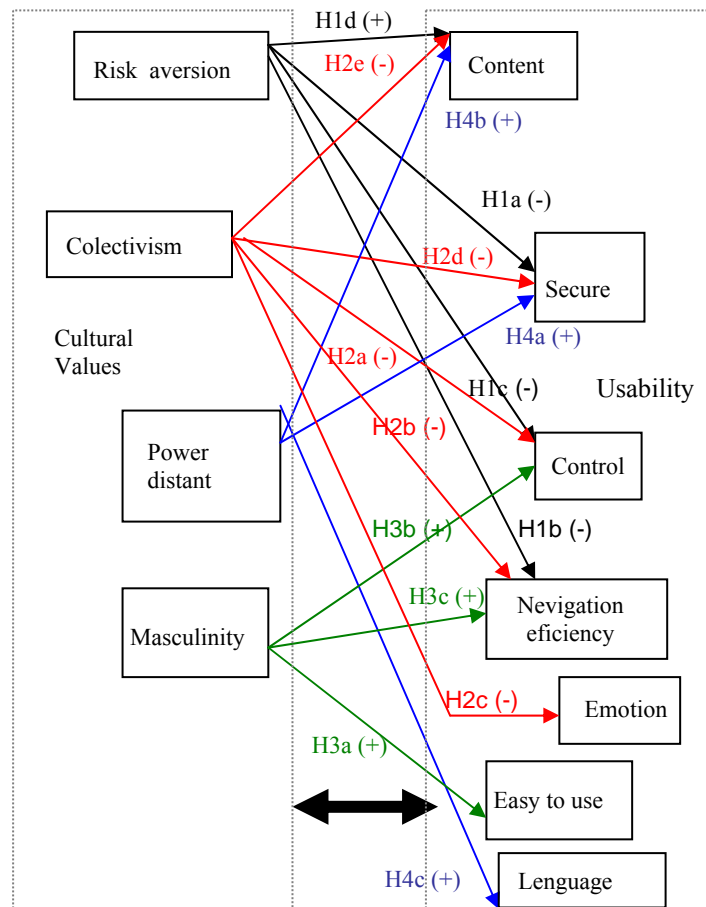 H1d (+)
Risk  aversion
H2e (-)
Content
H4b (+)
H1a (-)
Colectivism
H2d (-)
Secure
Cultural
Values
H4a (+)
H2a (-)
H1c (-)
Usability
H2b (-)
Power
distant
Control
H3b (+)
H1b (-)
H3c (+)
Nevigation
eficiency
Masculinity
H2c (-)
Emotion
H3a (+)
Easy to use
H4c (+)
Lenguage